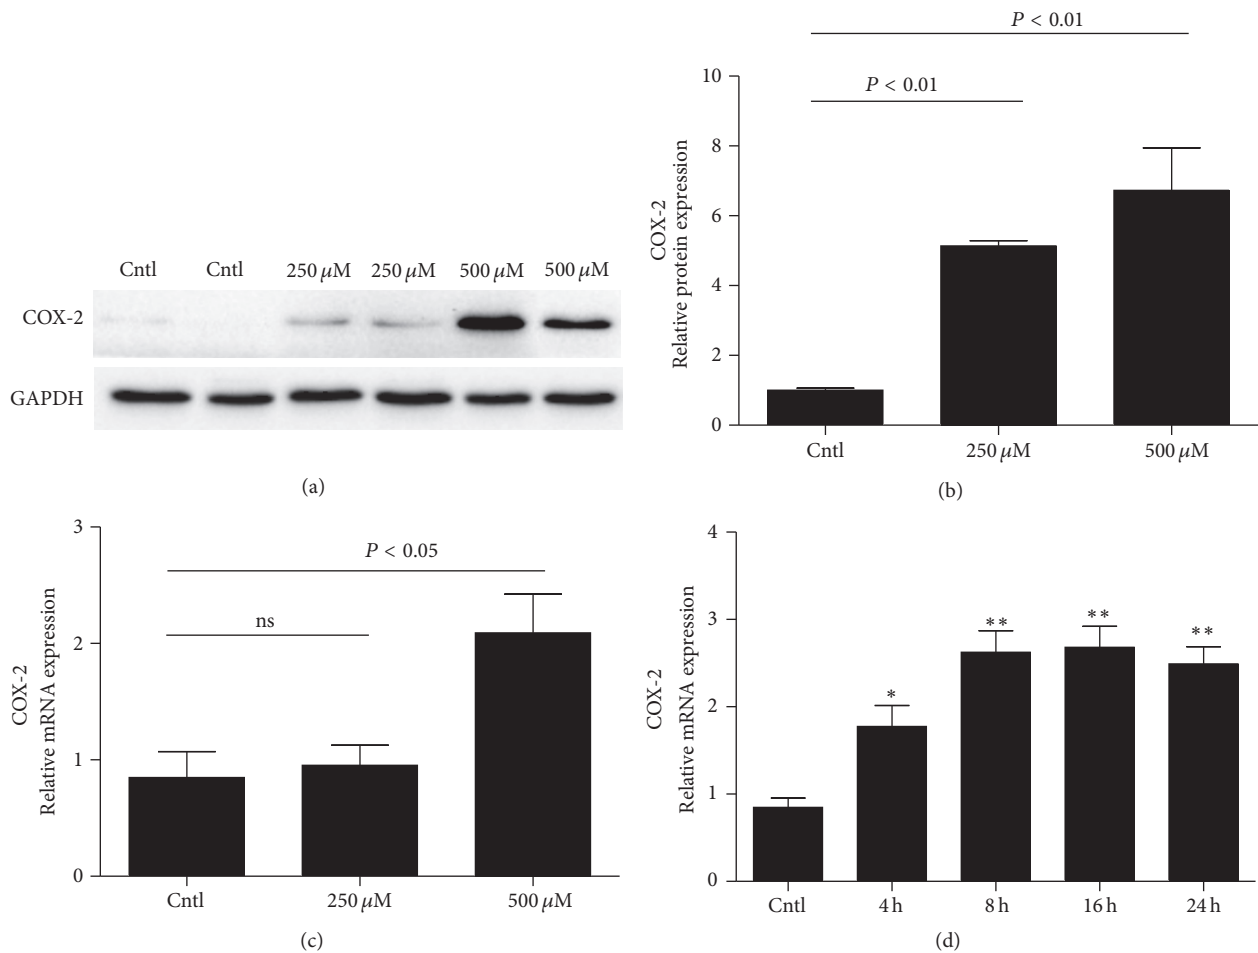 Cntl Cntl 250 μM 250 μM 500 μM 500 μM
COX-2
GAPDH
(a)
P < 0.01
P < 0.01
10
8
6
4
2
0
COX-2
Relative protein expression
Cntl 250 μM 500 μM
(b)
3
2
1
0
COX-2
Relative mRNA expression
P < 0.05
ns
Cntl 250 μM 500 μM
(c)
4
3
2
1
0
COX-2
Relative mRNA expression
* ** ** **
Cntl 4 h 8 h 16 h 24 h
(d)